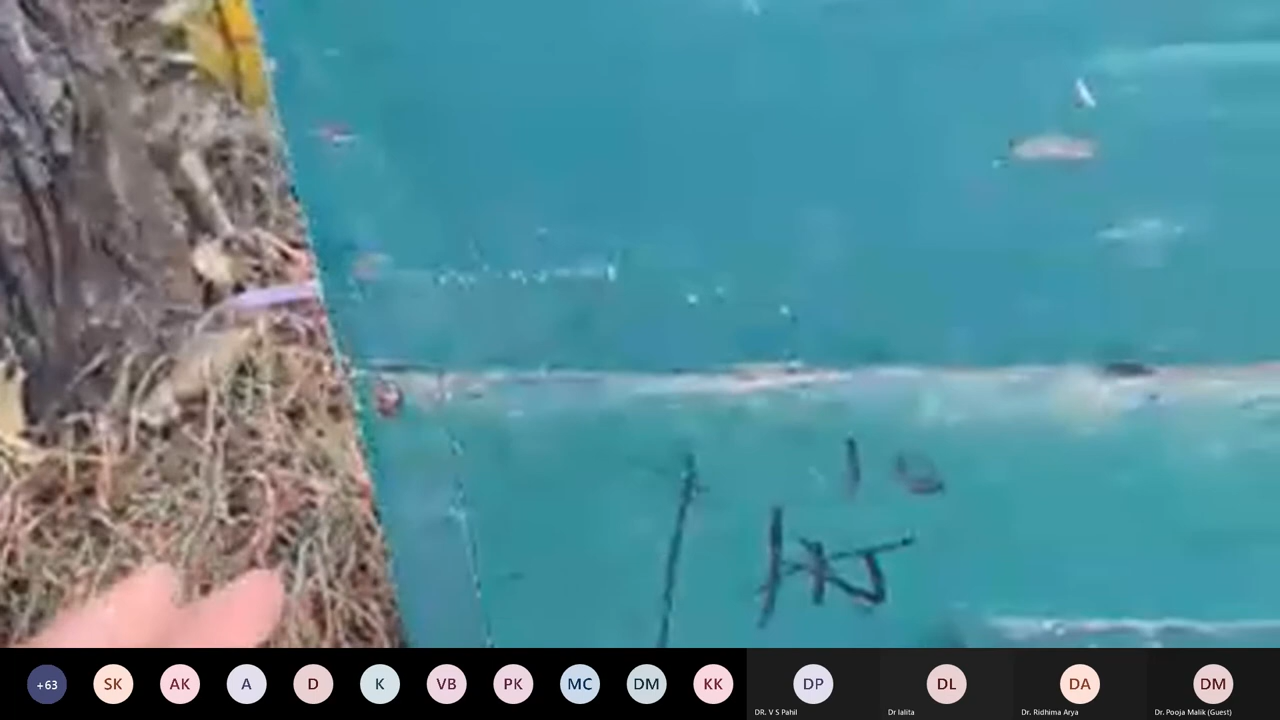 +63 SK AK A D K VB PK MC DM KK DP DL DA DM
DR. V S Pahil Dr lalita Dr. Ridhima Arya Dr. Pooja Malik (Guest)